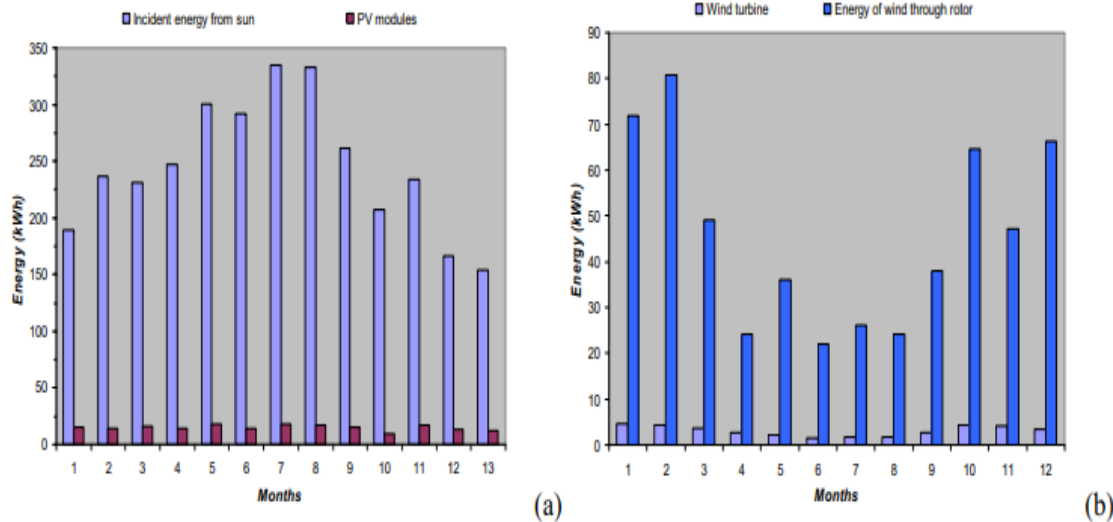 Incident energy from sun PV modules
350
300
250
200
150
100
50
0
Energy (kWh)
1 2 3 4 5 6 7 8 9 10 11 12 13
Months
(a)
Wind turbine Energy of wind through rotor
90
80
70
60
50
40
30
20
10
0
Energy (kWh)
1 2 3 4 5 6 7 8 9 10 11 12
Months
(b)